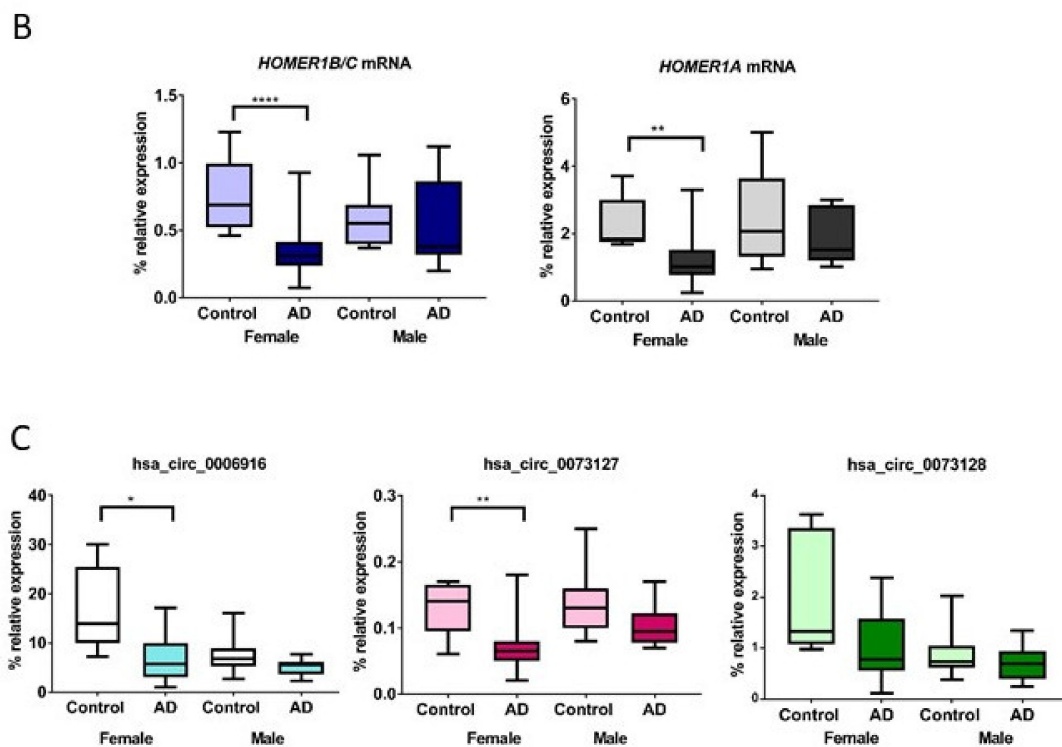 B
HOMER1B/C mRNA
% relative expression
1.5
1.0
0.5
0.0
****
Control AD Control AD
Female Male
HOMER1A mRNA
% relative expression
6
4
2
0
**
Control AD Control AD
Female Male
C
hsa_circ_0006916
% relative expression
40
30
20
10
0
*
Control AD Control AD
Female Male
hsa_circ_0073127
% relative expression
0.3
0.2
0.1
0.0
**
Control AD Control AD
Female Male
hsa_circ_0073128
% relative expression
4
3
2
1
0
Control AD Control AD
Female Male